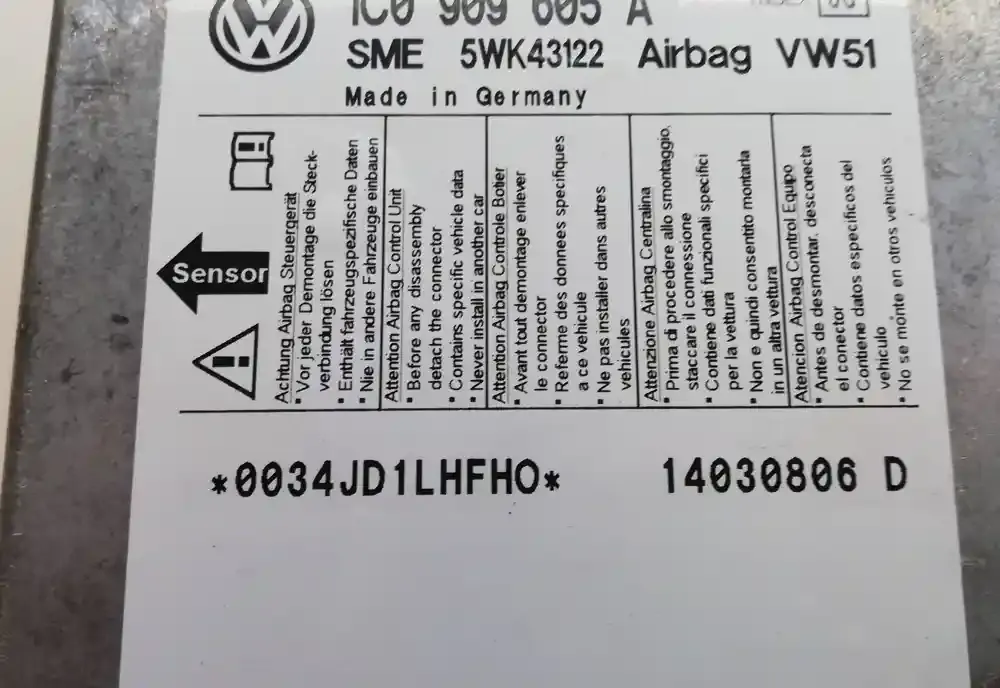 1C0 909 605 A
SME 5WK43122 Airbag VW51
Made in Germany
Sensor
Achtung Airbag Steuergerät
• Vor jeder Demontage die Steck-
verbindung lösen
• Enthält fahrzeugspezifische Daten
• Nie in andere Fahrzeuge einbauen
Attention Airbag Control Unit
• Before any disassembly
detach the connector
• Contains specific vehicle data
• Never install in another car
Attention Airbag Controle Botier
• Avant tout demontage enlever
le connector
• Referme des donnees specifiques
a ce vehicule
• Ne pas installer dans autres
vehicules
Attenzione Airbag Centralina
• Prima di procedere allo smontaggio.
staccare il connessione
• Contiene dati funzionali specifici
per la vettura
• Non e quindi consentito montarla
in un altra vettura
Atencion Airbag Control Equipo
• Antes de desmontar. desconecta
el conector
• Contiene datos especificos del
vehiculo
• No se monte en otros vehiculos
*0034JD1LHFHO* 14030806 D